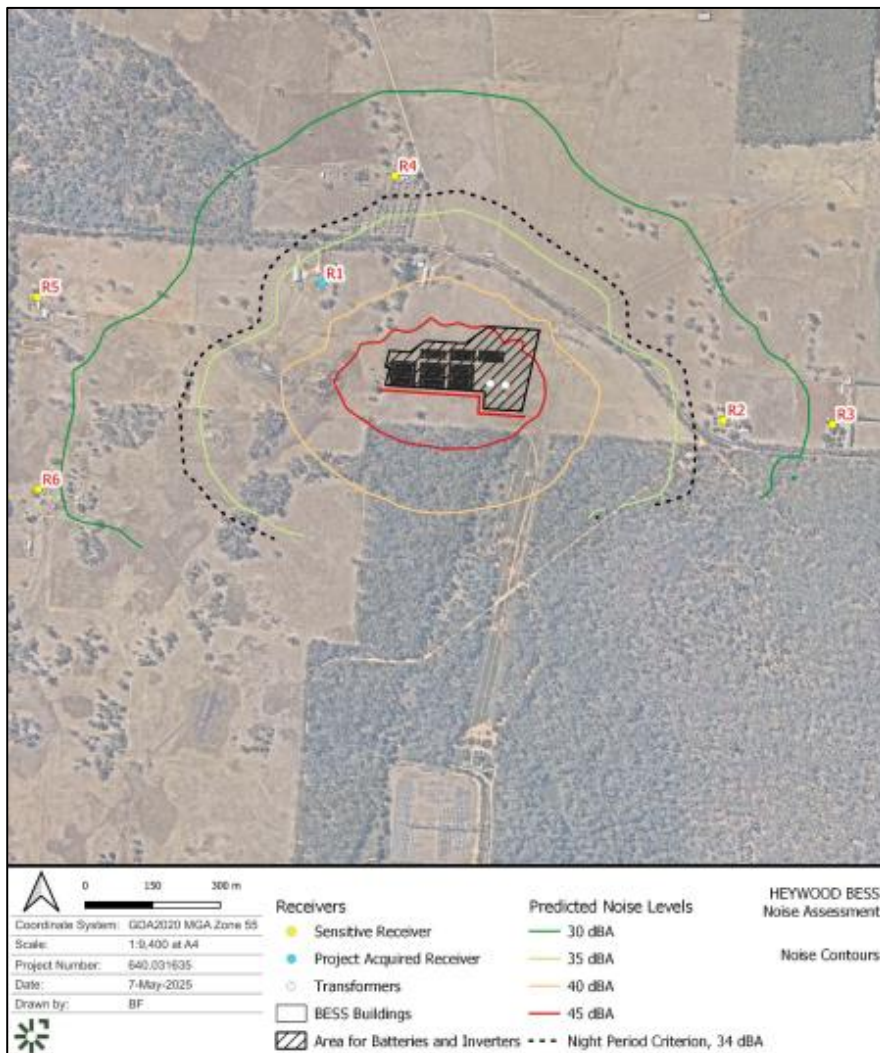 R4
R1
R5
R2
R3
R6
0 150 300 m
Coordinate System: GDA2020 MGA Zone 55
Scale: 1:9,400 at A4
Project Number: 640.031635
Date: 7-May-2025
Drawn by: BF
Receivers
Sensitive Receiver
Project Acquired Receiver
Transformers
BESS Buildings
Area for Batteries and Inverters
Predicted Noise Levels
30 dBA
35 dBA
40 dBA
45 dBA
Night Period Criterion, 34 dBA
HEYWOOD BESS
Noise Assessment
Noise Contours